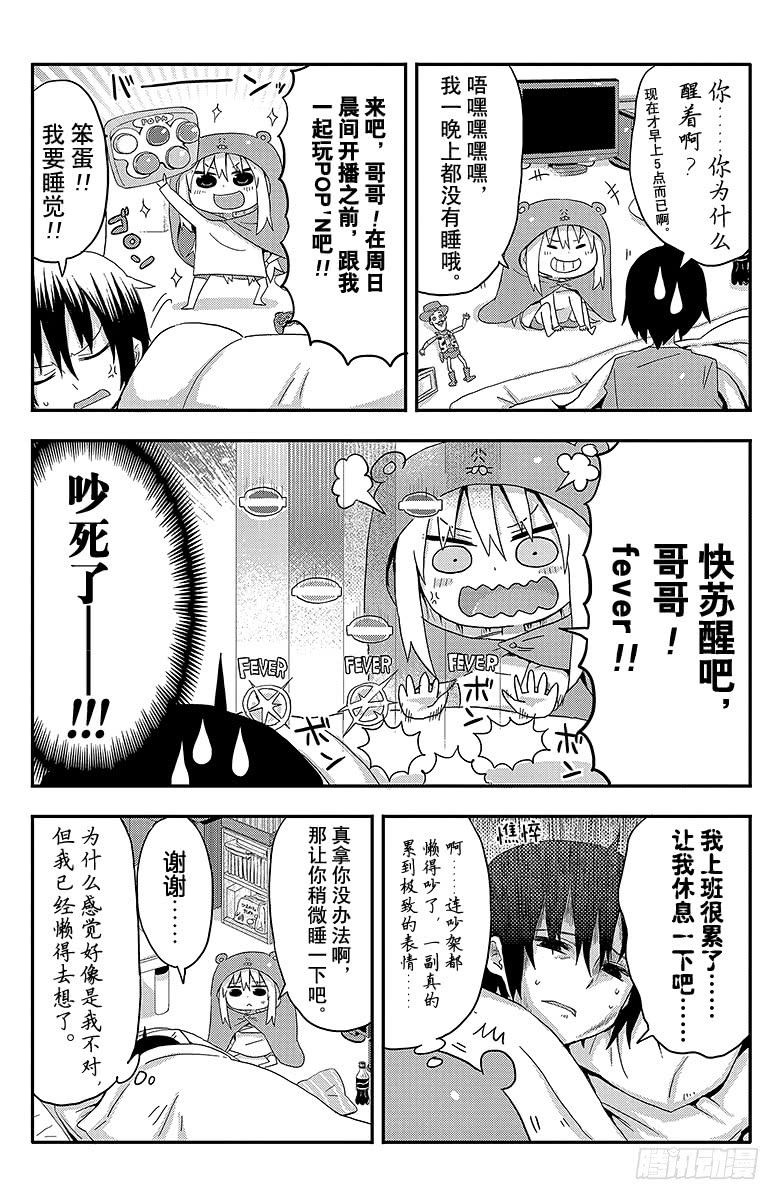 你……你为什么
醒着啊？
现在才早上5点而已啊。
唔嘿嘿嘿嘿，
我一晚上都没有睡哦。
来吧，哥哥！在周日
晨间开播之前，跟我
一起玩POP'N吧!!
バーーン
POPN
笨蛋!!
我要睡觉!!
ゴロン
快苏醒吧，
哥哥！
fever!!
FEVER
FEVER
FEVER
ボン
ボン
吵死了——!!!
我上班很累了……
让我休息一下吧……
憔悴
啊……连吵架都
懒得吵了，一副真的
累到极致的表情……
真拿你没办法啊，
那让你稍微睡一下吧。
谢谢……
为什么感觉好像是我不对，
但我已经懒得去想了。
腾讯动漫